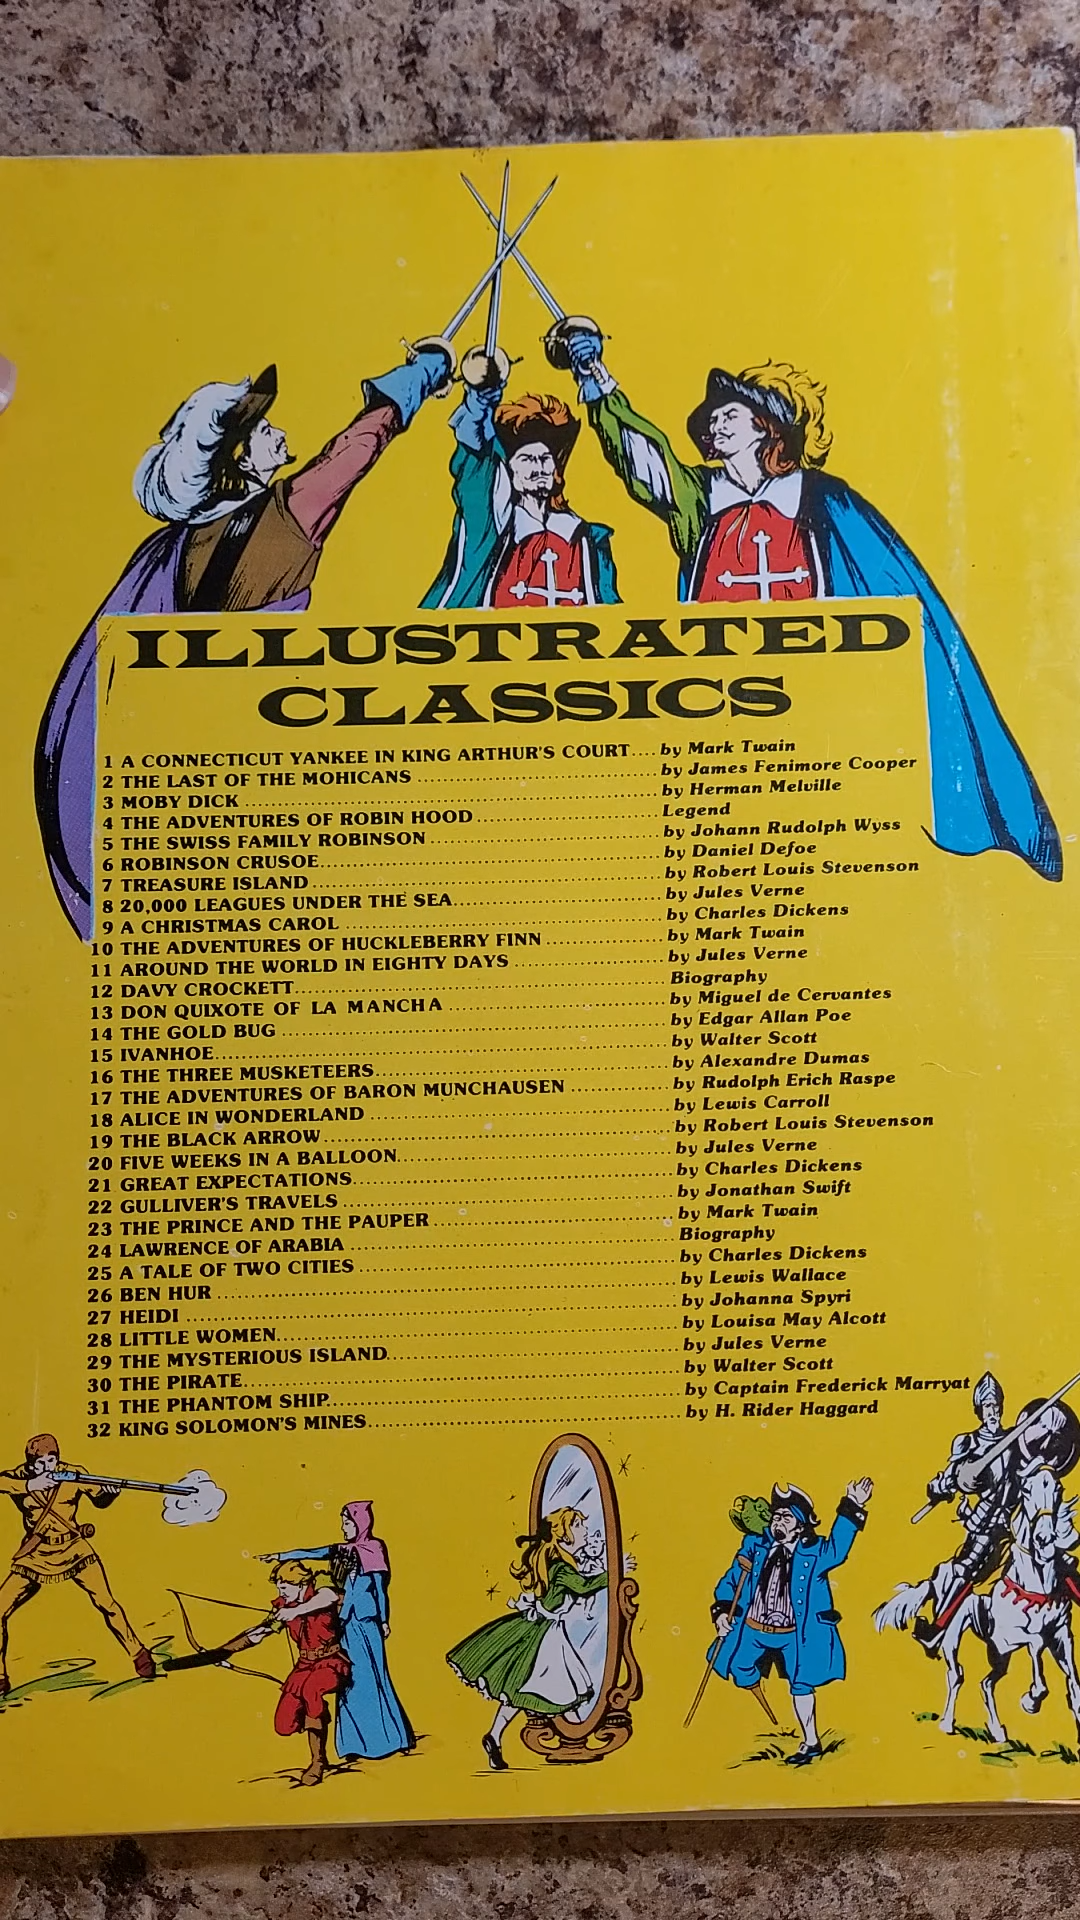 ILLUSTRATED
CLASSICS
1 A CONNECTICUT YANKEE IN KING ARTHUR'S COURT.... by Mark Twain
2 THE LAST OF THE MOHICANS ........ by James Fenimore Cooper
3 MOBY DICK ........ by Herman Melville
4 THE ADVENTURES OF ROBIN HOOD ........ Legend
5 THE SWISS FAMILY ROBINSON ........ by Johann Rudolph Wyss
6 ROBINSON CRUSOE ........ by Daniel Defoe
7 TREASURE ISLAND ........ by Robert Louis Stevenson
8 20,000 LEAGUES UNDER THE SEA ........ by Jules Verne
9 A CHRISTMAS CAROL ........ by Charles Dickens
10 THE ADVENTURES OF HUCKLEBERRY FINN ........ by Mark Twain
11 AROUND THE WORLD IN EIGHTY DAYS ........ by Jules Verne
12 DAVY CROCKETT ........ Biography
13 DON QUIXOTE OF LA MANCHA ........ by Miguel de Cervantes
14 THE GOLD BUG ........ by Edgar Allan Poe
15 IVANHOE ........ by Walter Scott
16 THE THREE MUSKETEERS ........ by Alexandre Dumas
17 THE ADVENTURES OF BARON MUNCHAUSEN ........ by Rudolph Erich Raspe
18 ALICE IN WONDERLAND ........ by Lewis Carroll
19 THE BLACK ARROW ........ by Robert Louis Stevenson
20 FIVE WEEKS IN A BALLOON ........ by Jules Verne
21 GREAT EXPECTATIONS ........ by Charles Dickens
22 GULLIVER'S TRAVELS ........ by Jonathan Swift
23 THE PRINCE AND THE PAUPER ........ by Mark Twain
24 LAWRENCE OF ARABIA ........ Biography
25 A TALE OF TWO CITIES ........ by Charles Dickens
26 BEN HUR ........ by Lewis Wallace
27 HEIDI ........ by Johanna Spyri
28 LITTLE WOMEN ........ by Louisa May Alcott
29 THE MYSTERIOUS ISLAND ........ by Jules Verne
30 THE PIRATE ........ by Walter Scott
31 THE PHANTOM SHIP ........ by Captain Frederick Marryat
32 KING SOLOMON'S MINES ........ by H. Rider Haggard